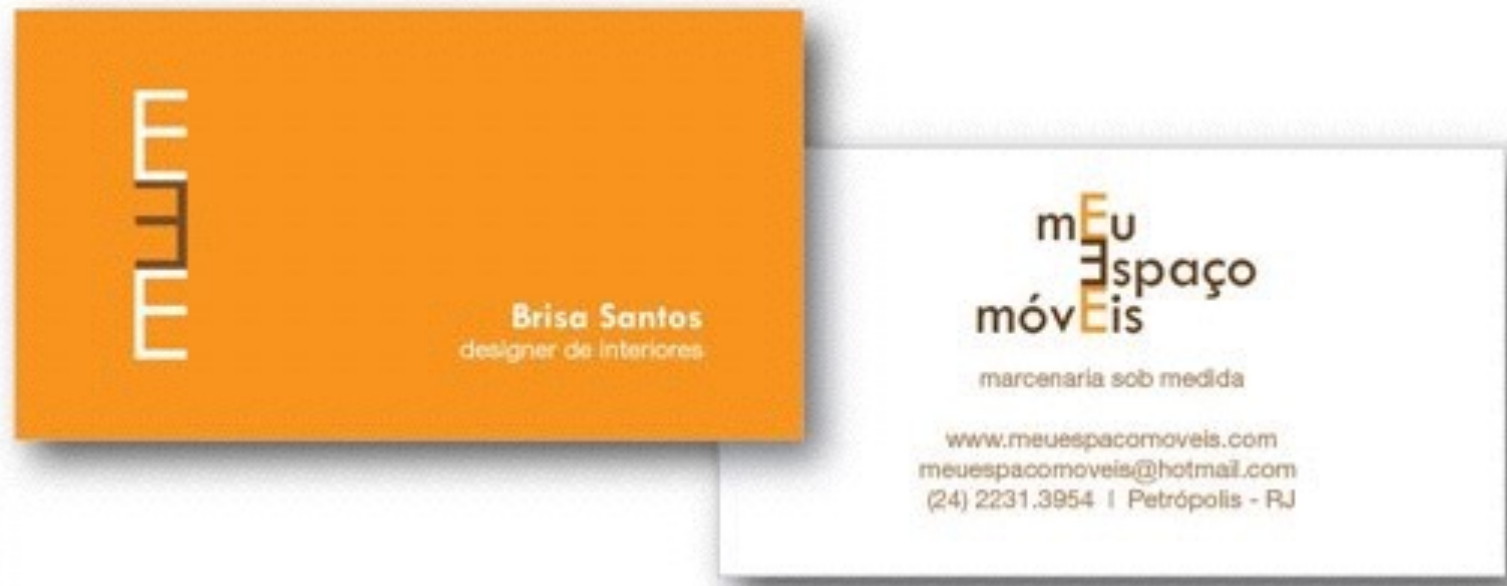 E
E
E
Brisa Santos
designer de interiores
mEu
Espaço
móvEis
marcenaria sob medida
www.meuespacomoveis.com
meuespacomoveis@hotmail.com
(24) 2231.3954 | Petrópolis - RJ